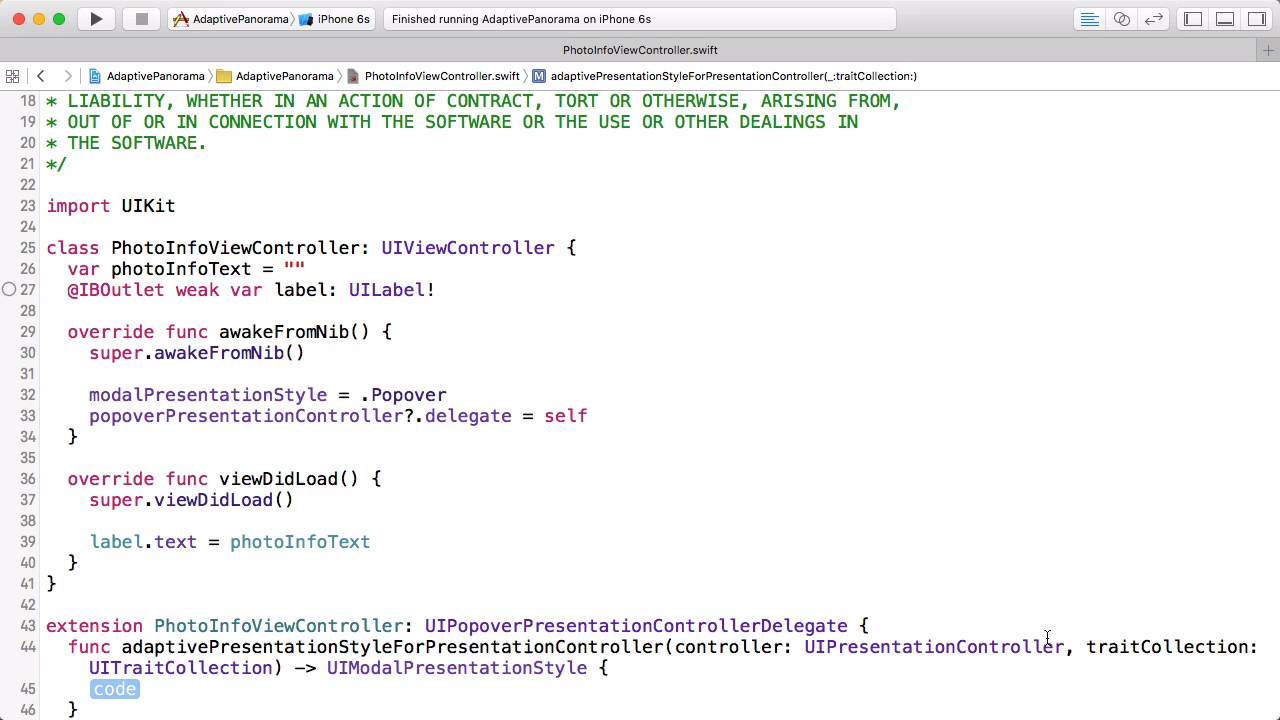 AdaptivePanorama iPhone 6s Finished running AdaptivePanorama on iPhone 6s
PhotoInfoViewController.swift
AdaptivePanorama AdaptivePanorama PhotoInfoViewController.swift M adaptivePresentationStyleForPresentationController(_:traitCollection:)
18 * LIABILITY, WHETHER IN AN ACTION OF CONTRACT, TORT OR OTHERWISE, ARISING FROM,
19 * OUT OF OR IN CONNECTION WITH THE SOFTWARE OR THE USE OR OTHER DEALINGS IN
20 * THE SOFTWARE.
21 */
22
23 import UIKit
24
25 class PhotoInfoViewController: UIViewController {
26 var photoInfoText = ""
27 @IBOutlet weak var label: UILabel!
28
29 override func awakeFromNib() {
30 super.awakeFromNib()
31
32 modalPresentationStyle = .Popover
33 popoverPresentationController?.delegate = self
34 }
35
36 override func viewDidLoad() {
37 super.viewDidLoad()
38
39 label.text = photoInfoText
40 }
41 }
42
43 extension PhotoInfoViewController: UIPopoverPresentationControllerDelegate {
44 func adaptivePresentationStyleForPresentationController(controller: UIPresentationController, traitCollection:
UITraitCollection) -> UIModalPresentationStyle {
45 code
46 }